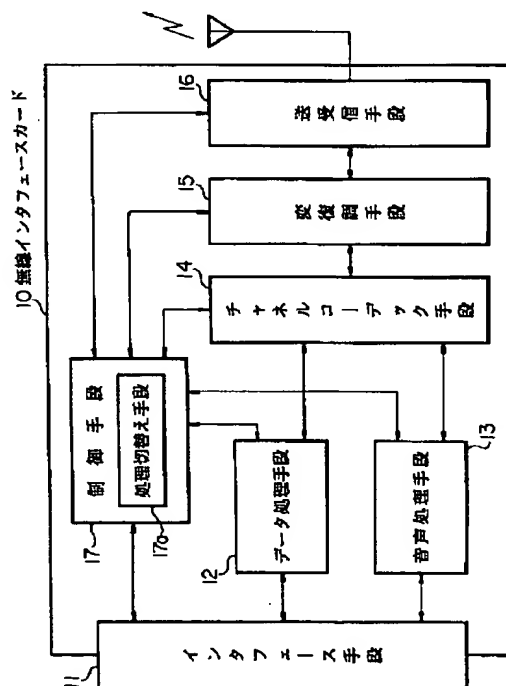 10 無線インタフェースカード
16
送受信手段
15
変復調手段
14
チャネルコーデック手段
制御手段
処理切替え手段
17
17a
データ処理手段
12
音声処理手段
13
インタフェース手段
11